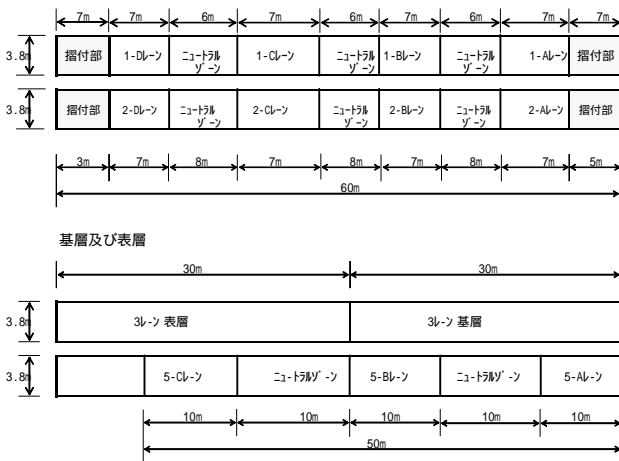 7m 7m 6m 7m 6m 7m 6m 7m 7m
3.8m 摺付部 1-Dレーン ニュートラル ゾーン 1-Cレーン ニュートラル ゾーン 1-Bレーン ニュートラル ゾーン 1-Aレーン 摺付部
3.8m 摺付部 2-Dレーン ニュートラル ゾーン 2-Cレーン ニュートラル ゾーン 2-Bレーン ニュートラル ゾーン 2-Aレーン 摺付部
3m 7m 8m 7m 8m 7m 8m 7m 5m
60m
基層及び表層
30m 30m
3.8m 3レーン 表層 3レーン 基層
3.8m 5-Cレーン ニュートラルゾーン 5-Bレーン ニュートラルゾーン 5-Aレーン
10m 10m 10m 10m 10m
50m